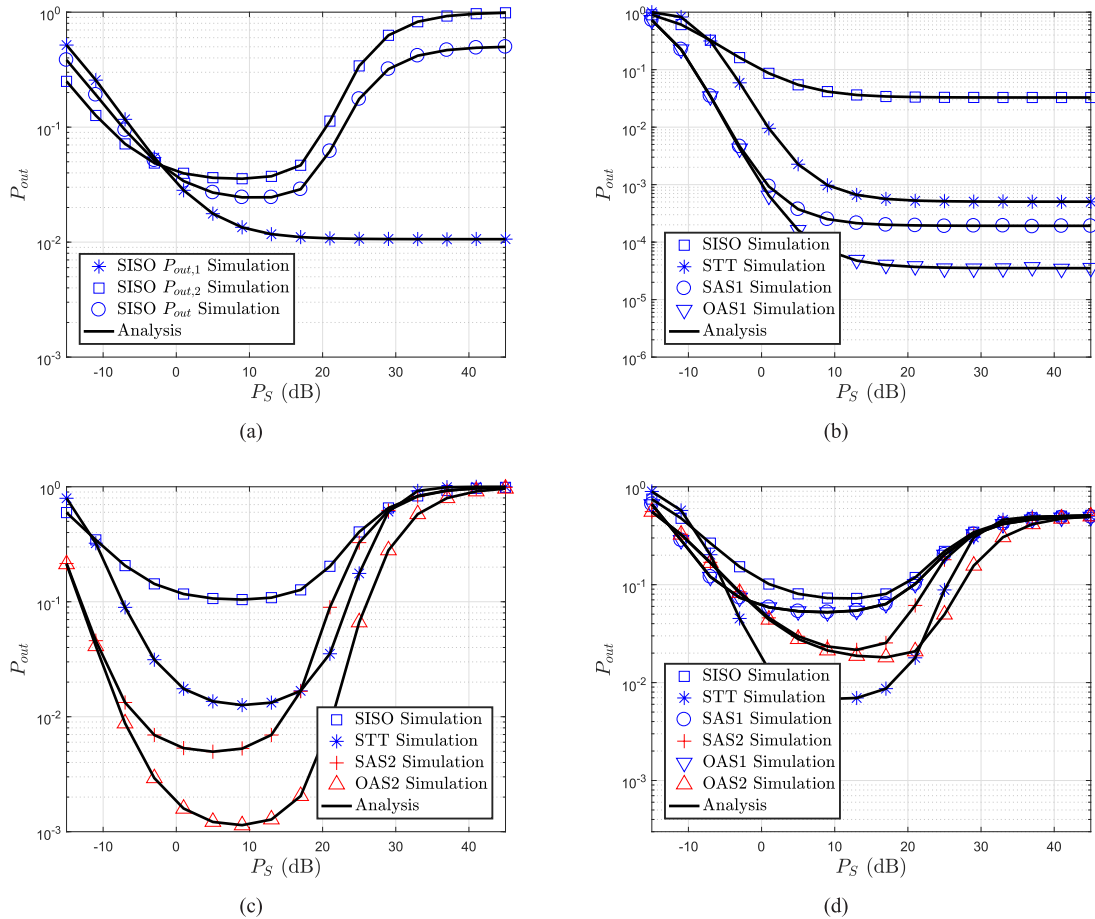 10^0
10^-1
10^-2
10^-3
P_out
-10 0 10 20 30 40
P_S (dB)
SISO P_out,1 Simulation
SISO P_out,2 Simulation
SISO P_out Simulation
Analysis
(a)
10^0
10^-1
10^-2
10^-3
10^-4
10^-5
10^-6
P_out
-10 0 10 20 30 40
P_S (dB)
SISO Simulation
STT Simulation
SAS1 Simulation
OAS1 Simulation
Analysis
(b)
10^0
10^-1
10^-2
10^-3
P_out
-10 0 10 20 30 40
P_S (dB)
SISO Simulation
STT Simulation
SAS2 Simulation
OAS2 Simulation
Analysis
(c)
10^0
10^-1
10^-2
10^-3
P_out
-10 0 10 20 30 40
P_S (dB)
SISO Simulation
STT Simulation
SAS1 Simulation
SAS2 Simulation
OAS1 Simulation
OAS2 Simulation
Analysis
(d)